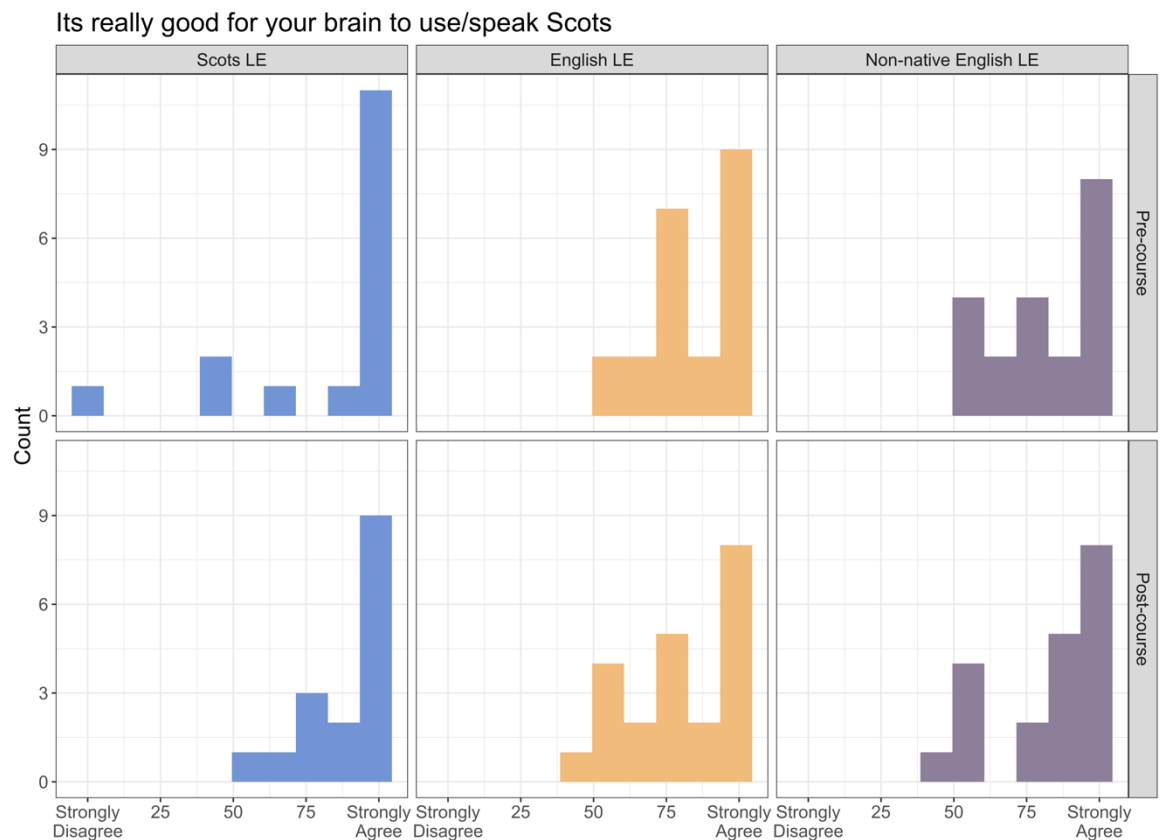 Its really good for your brain to use/speak Scots
Scots LE
English LE
Non-native English LE
Pre-course
Post-course
Count
9
6
3
0
9
6
3
0
Strongly
Disagree
25
50
75
Strongly
Agree
Strongly
Disagree
25
50
75
Strongly
Agree
Strongly
Disagree
25
50
75
Strongly
Agree